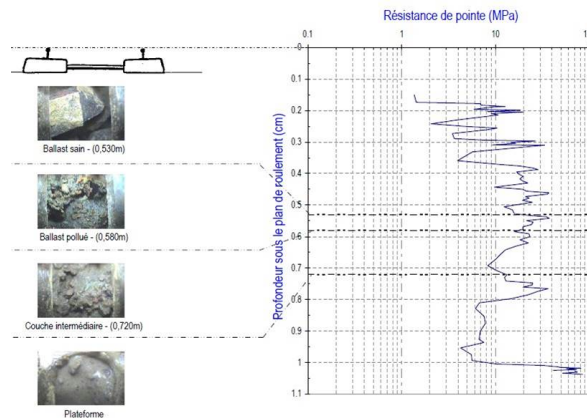 Résistance de pointe (MPa)
0.1
1
10
0
0.1
0.2
0.3
0.4
0.5
0.6
0.7
0.8
0.9
1
1.1
Profondeur sous le plan de roulement (cm)
Ballast sain - (0,530m)
Ballast pollué - (0,580m)
Couche intermédiaire - (0,720m)
Plateforme